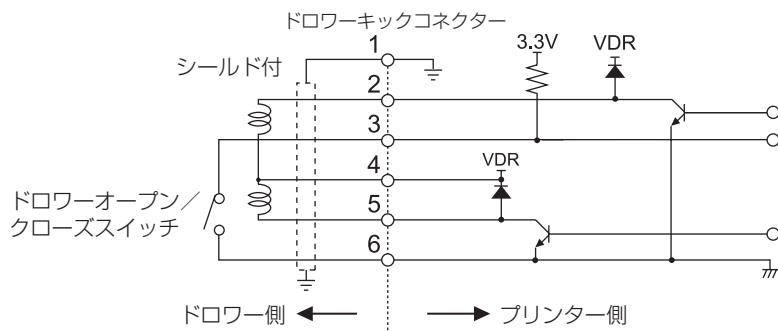 ドロワーキックコネクター
1
3.3V
VDR
シールド付
2
3
4
VDR
ドロワーオープン／
クローズスイッチ
5
6
ドロワー側
プリンター側